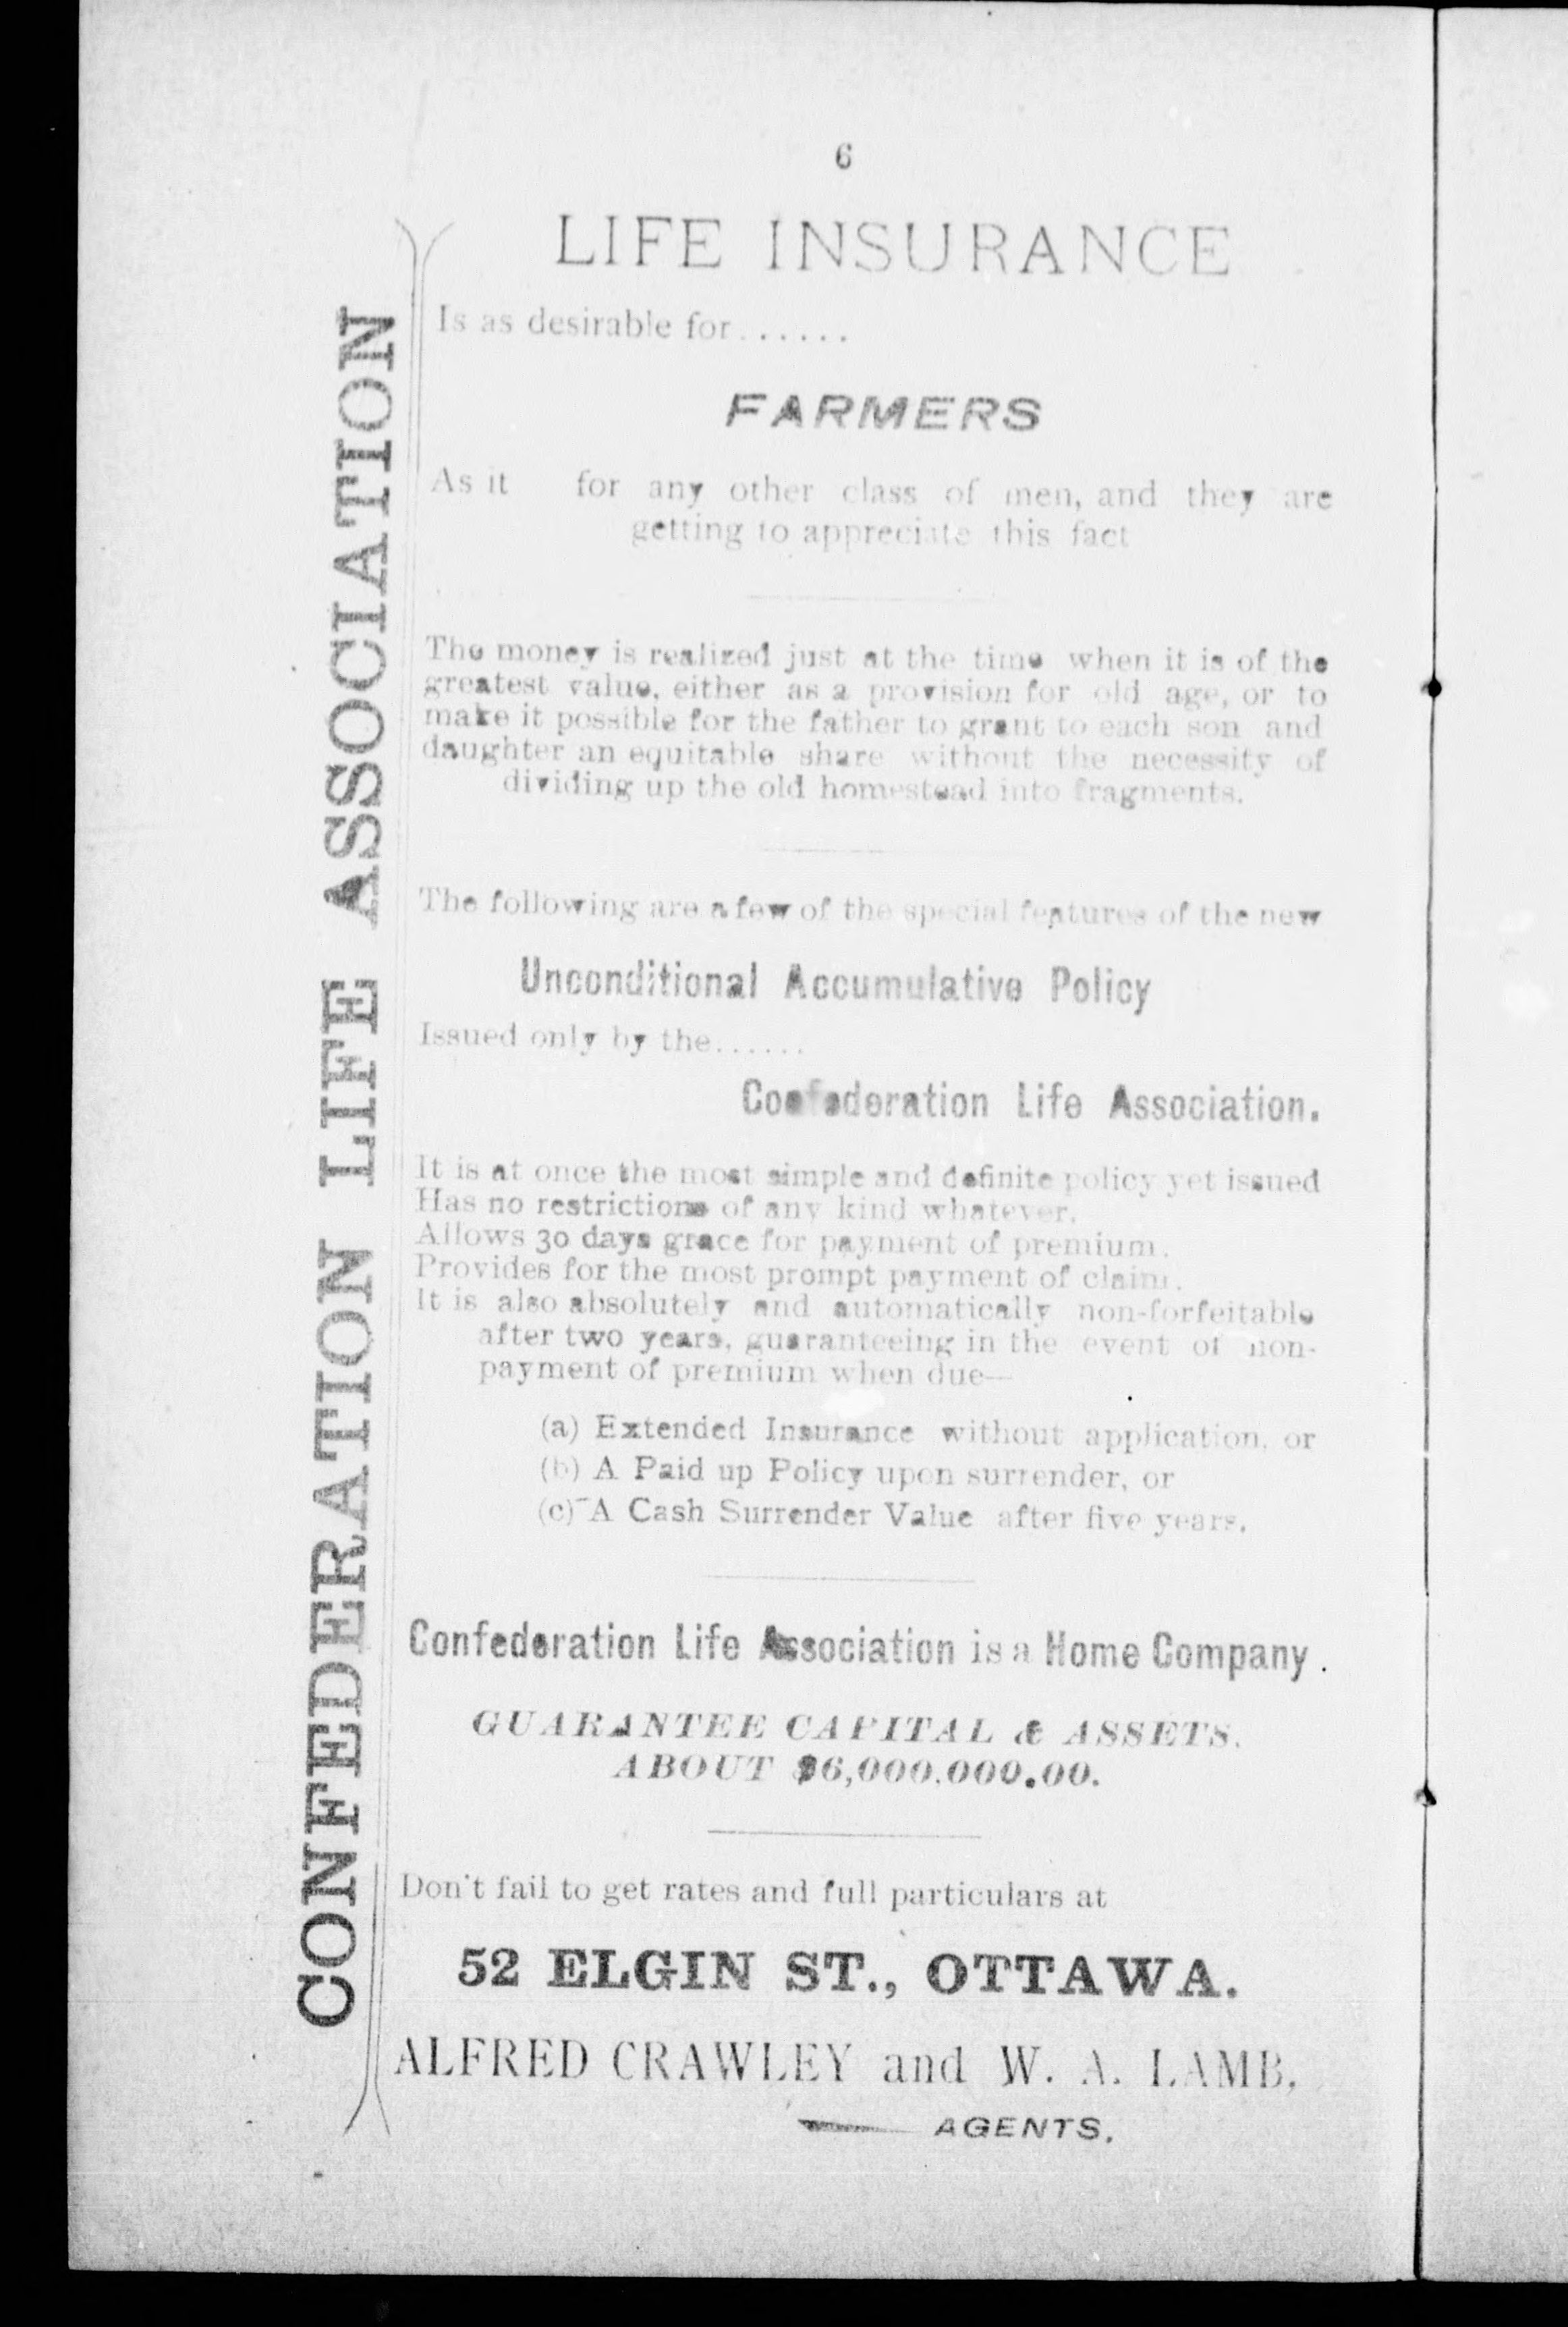 6
CONFEDERATION LIFE ASSOCIATION
LIFE INSURANCE
Is as desirable for......
FARMERS
As it for any other class of men, and they are
getting to appreciate this fact
The money is realized just at the time when it is of the
greatest value, either as a provision for old age, or to
make it possible for the father to grant to each son and
daughter an equitable share without the necessity of
dividing up the old homestead into fragments.
The following are a few of the special features of the new
Unconditional Accumulative Policy
Issued only by the......
Confederation Life Association.
It is at once the most simple and definite policy yet issued
Has no restrictions of any kind whatever.
Allows 30 days grace for payment of premium.
Provides for the most prompt payment of claim.
It is also absolutely and automatically non-forfeitable
after two years, guaranteeing in the event of non-
payment of premium when due—
(a) Extended Insurance without application, or
(b) A Paid up Policy upon surrender, or
(c) A Cash Surrender Value after five years.
Confederation Life Association is a Home Company.
GUARANTEE CAPITAL & ASSETS.
ABOUT $6,000,000.00.
Don't fail to get rates and full particulars at
52 ELGIN ST., OTTAWA.
ALFRED CRAWLEY and W. A. LAMB,
AGENTS.